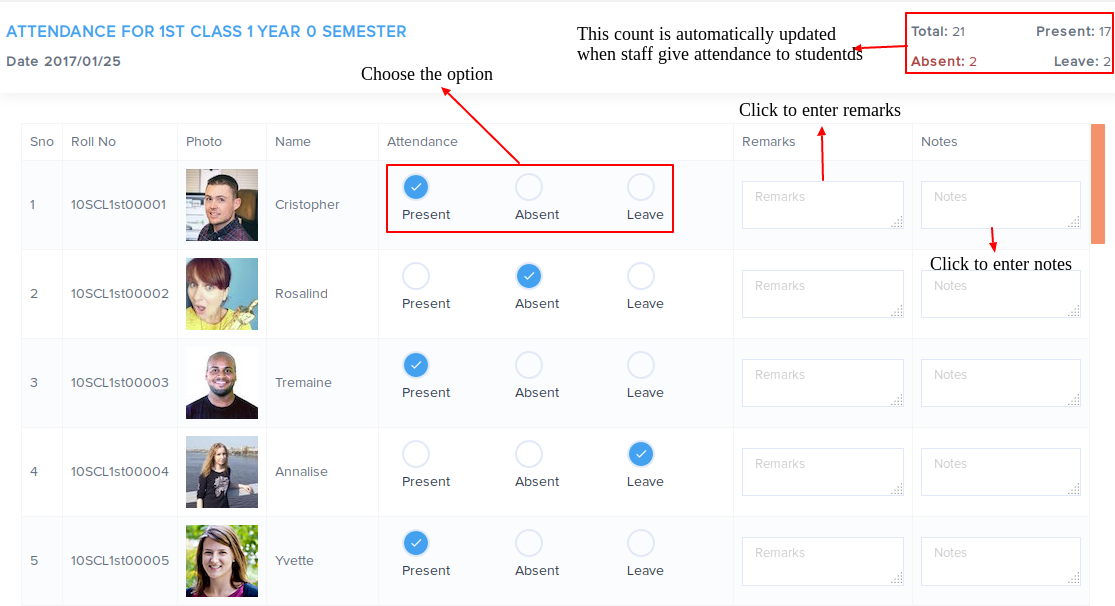 ATTENDANCE FOR 1ST CLASS 1 YEAR 0 SEMESTER
Date 2017/01/25
This count is automatically updated
when staff give attendance to studentds
Total: 21 Present: 17
Absent: 2 Leave: 2
Choose the option
Click to enter remarks
Sno Roll No Photo Name Attendance Remarks Notes
1 10SCL1st00001 Cristopher Present Absent Leave Remarks Notes
Click to enter notes
2 10SCL1st00002 Rosalind Present Absent Leave Remarks Notes
3 10SCL1st00003 Tremaine Present Absent Leave Remarks Notes
4 10SCL1st00004 Annalise Present Absent Leave Remarks Notes
5 10SCL1st00005 Yvette Present Absent Leave Remarks Notes